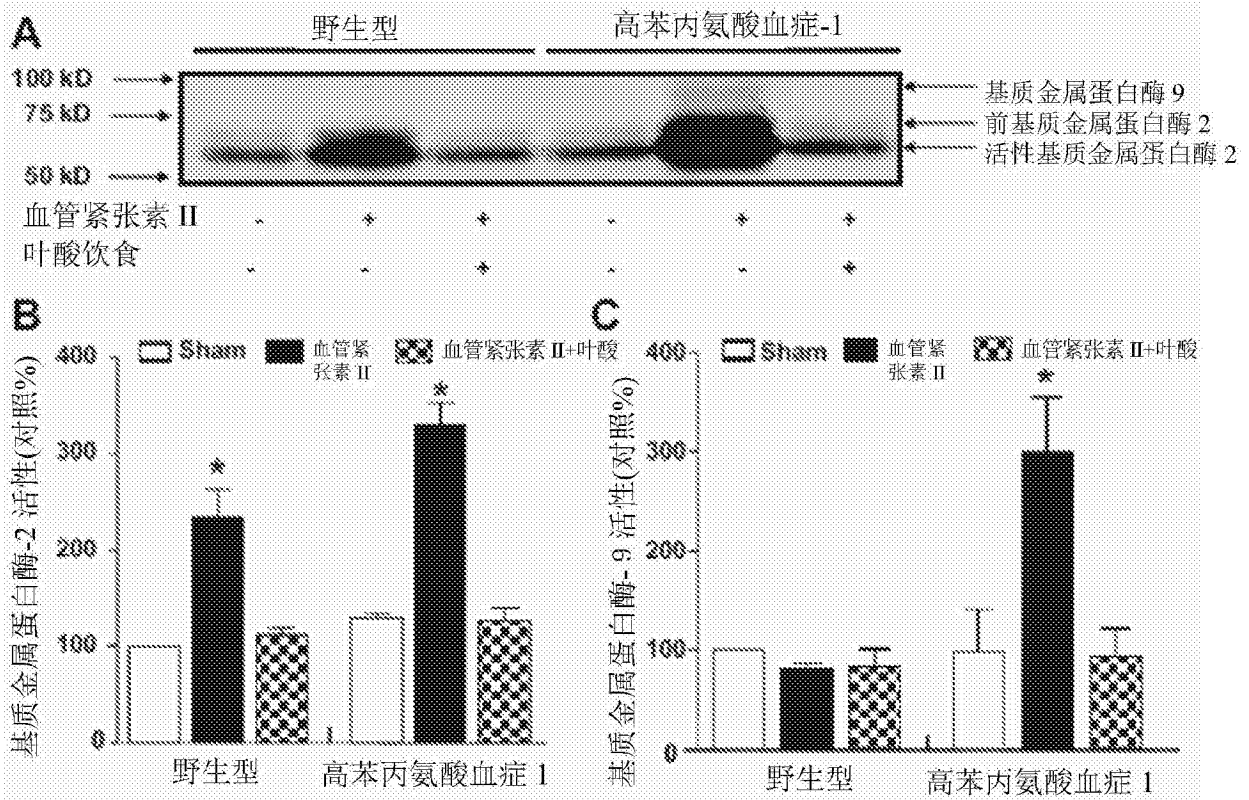 A
野生型
高苯丙氨酸血症-1
100 kD
75 kD
50 kD
基质金属蛋白酶 9
前基质金属蛋白酶 2
活性基质金属蛋白酶 2
血管紧张素 II - + + - + +
叶酸饮食 - - + - - +
B
基质金属蛋白酶-2 活性(对照%)
Sham
血管紧
张素 II
血管紧张素 II+叶酸
400
300
200
100
0
*
*
野生型
高苯丙氨酸血症 1
C
基质金属蛋白酶- 9 活性(对照%)
Sham
血管紧
张素 II
血管紧张素 II+叶酸
400
300
200
100
0
*
野生型
高苯丙氨酸血症 1